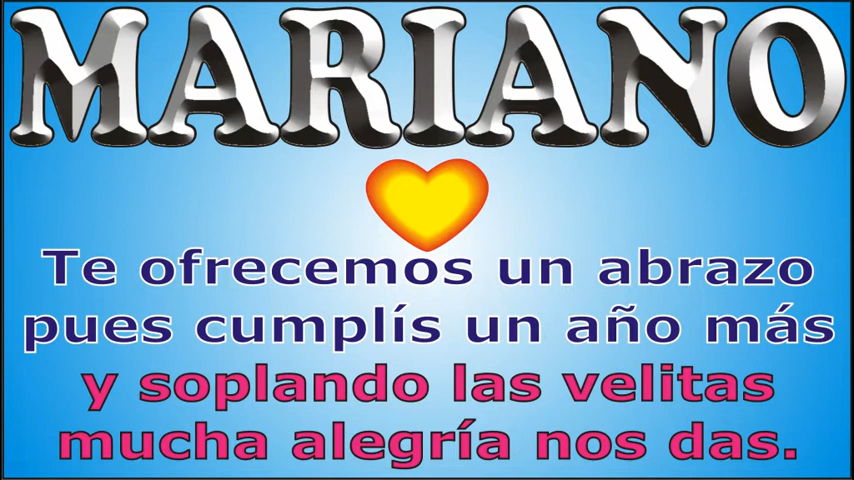 MARIANO
Te ofrecemos un abrazo
pues cumplís un año más
y soplando las velitas
mucha alegría nos das.